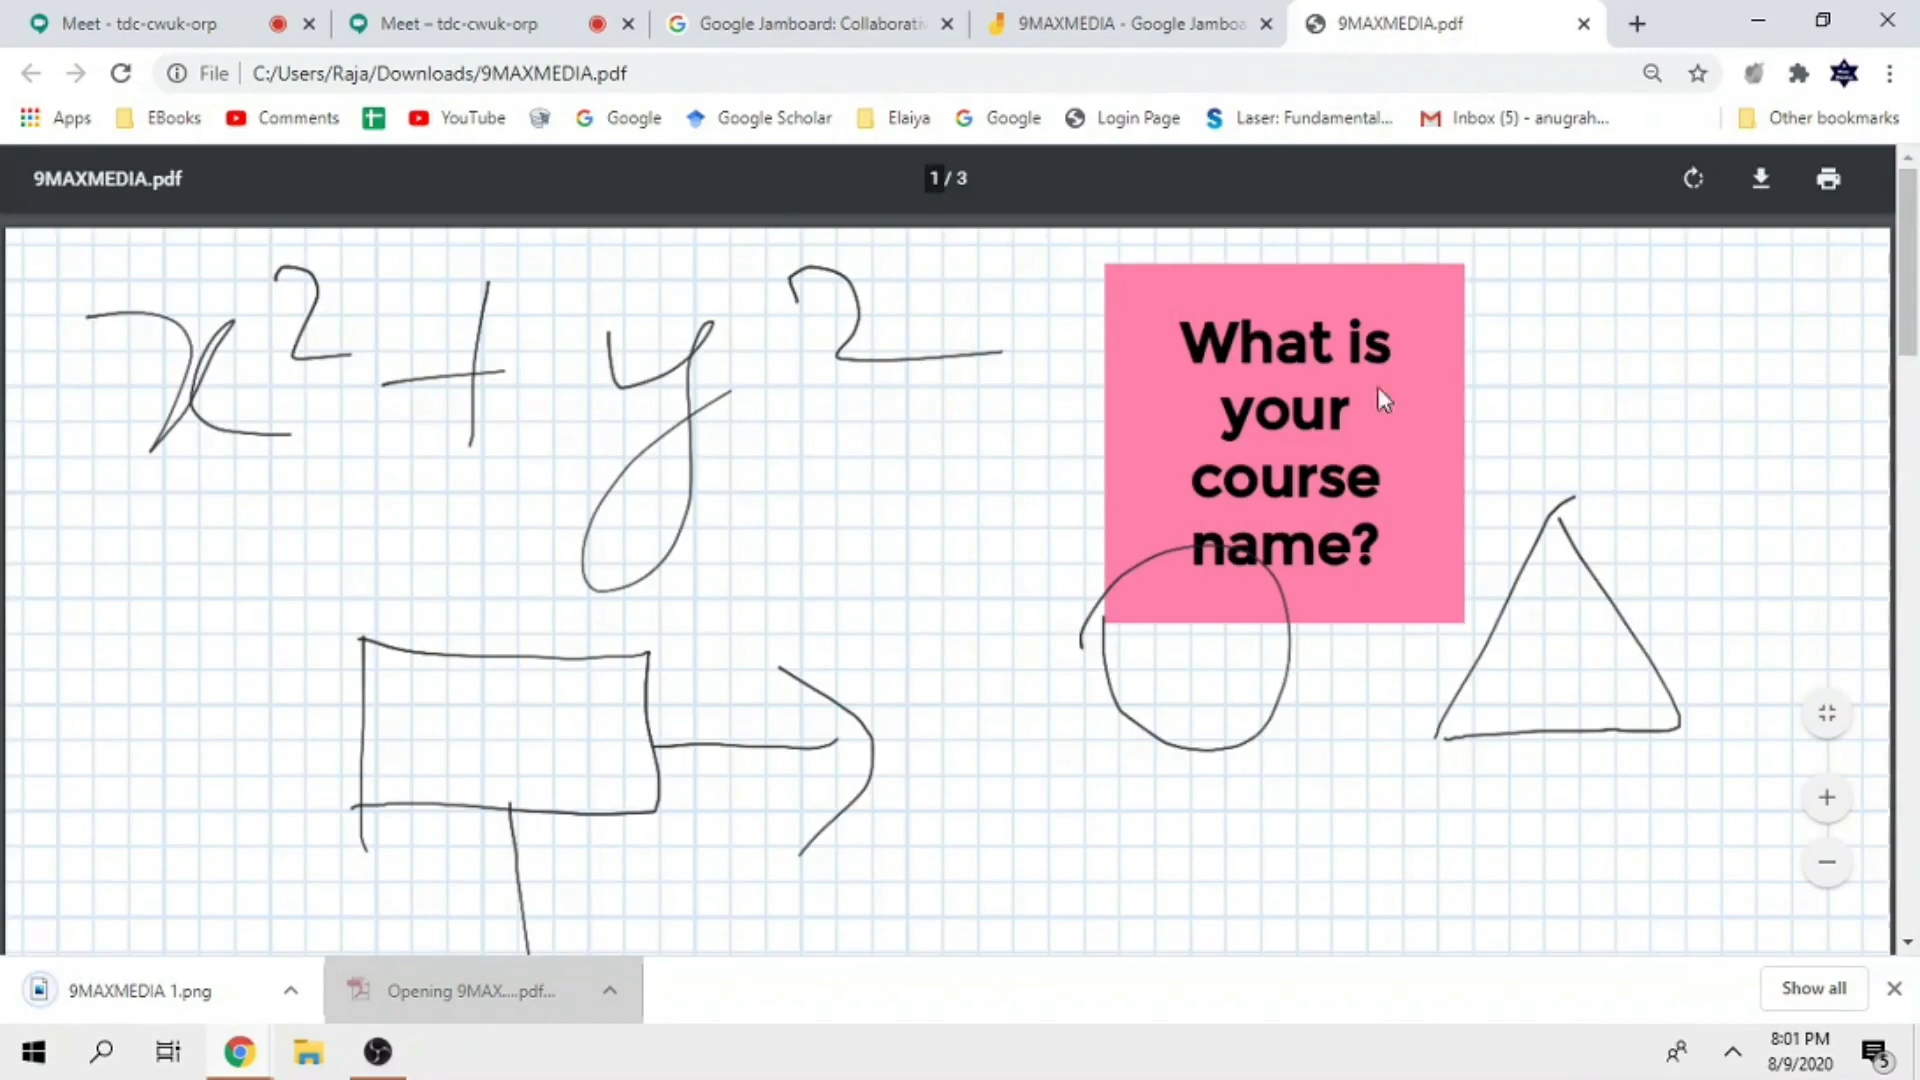 Meet - tdc-cwuk-orp
Meet – tdc-cwuk-orp
Google Jamboard: Collaborati
9MAXMEDIA - Google Jamboa
9MAXMEDIA.pdf
File C:/Users/Raja/Downloads/9MAXMEDIA.pdf
Apps EBooks Comments YouTube Google Google Scholar Elaiya Google Login Page Laser: Fundamental... Inbox (5) - anugrah... Other bookmarks
9MAXMEDIA.pdf 1 / 3
x² + y²
What is
your
course
name?
9MAXMEDIA 1.png
Opening 9MAX....pdf...
Show all
8:01 PM
8/9/2020
5